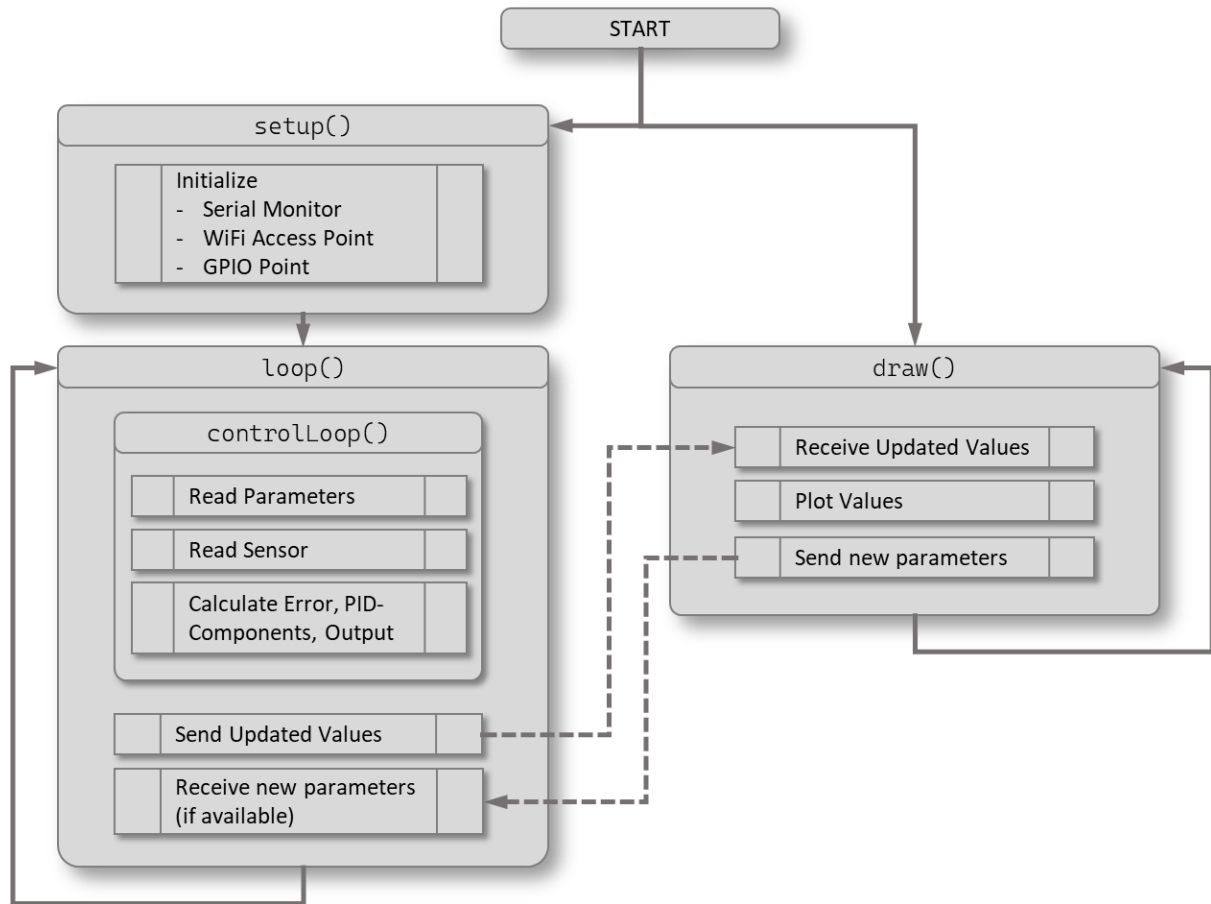 START
setup()
Initialize
- Serial Monitor
- WiFi Access Point
- GPIO Point
loop()
controlLoop()
Read Parameters
Read Sensor
Calculate Error, PID-
Components, Output
Send Updated Values
Receive new parameters
(if available)
draw()
Receive Updated Values
Plot Values
Send new parameters